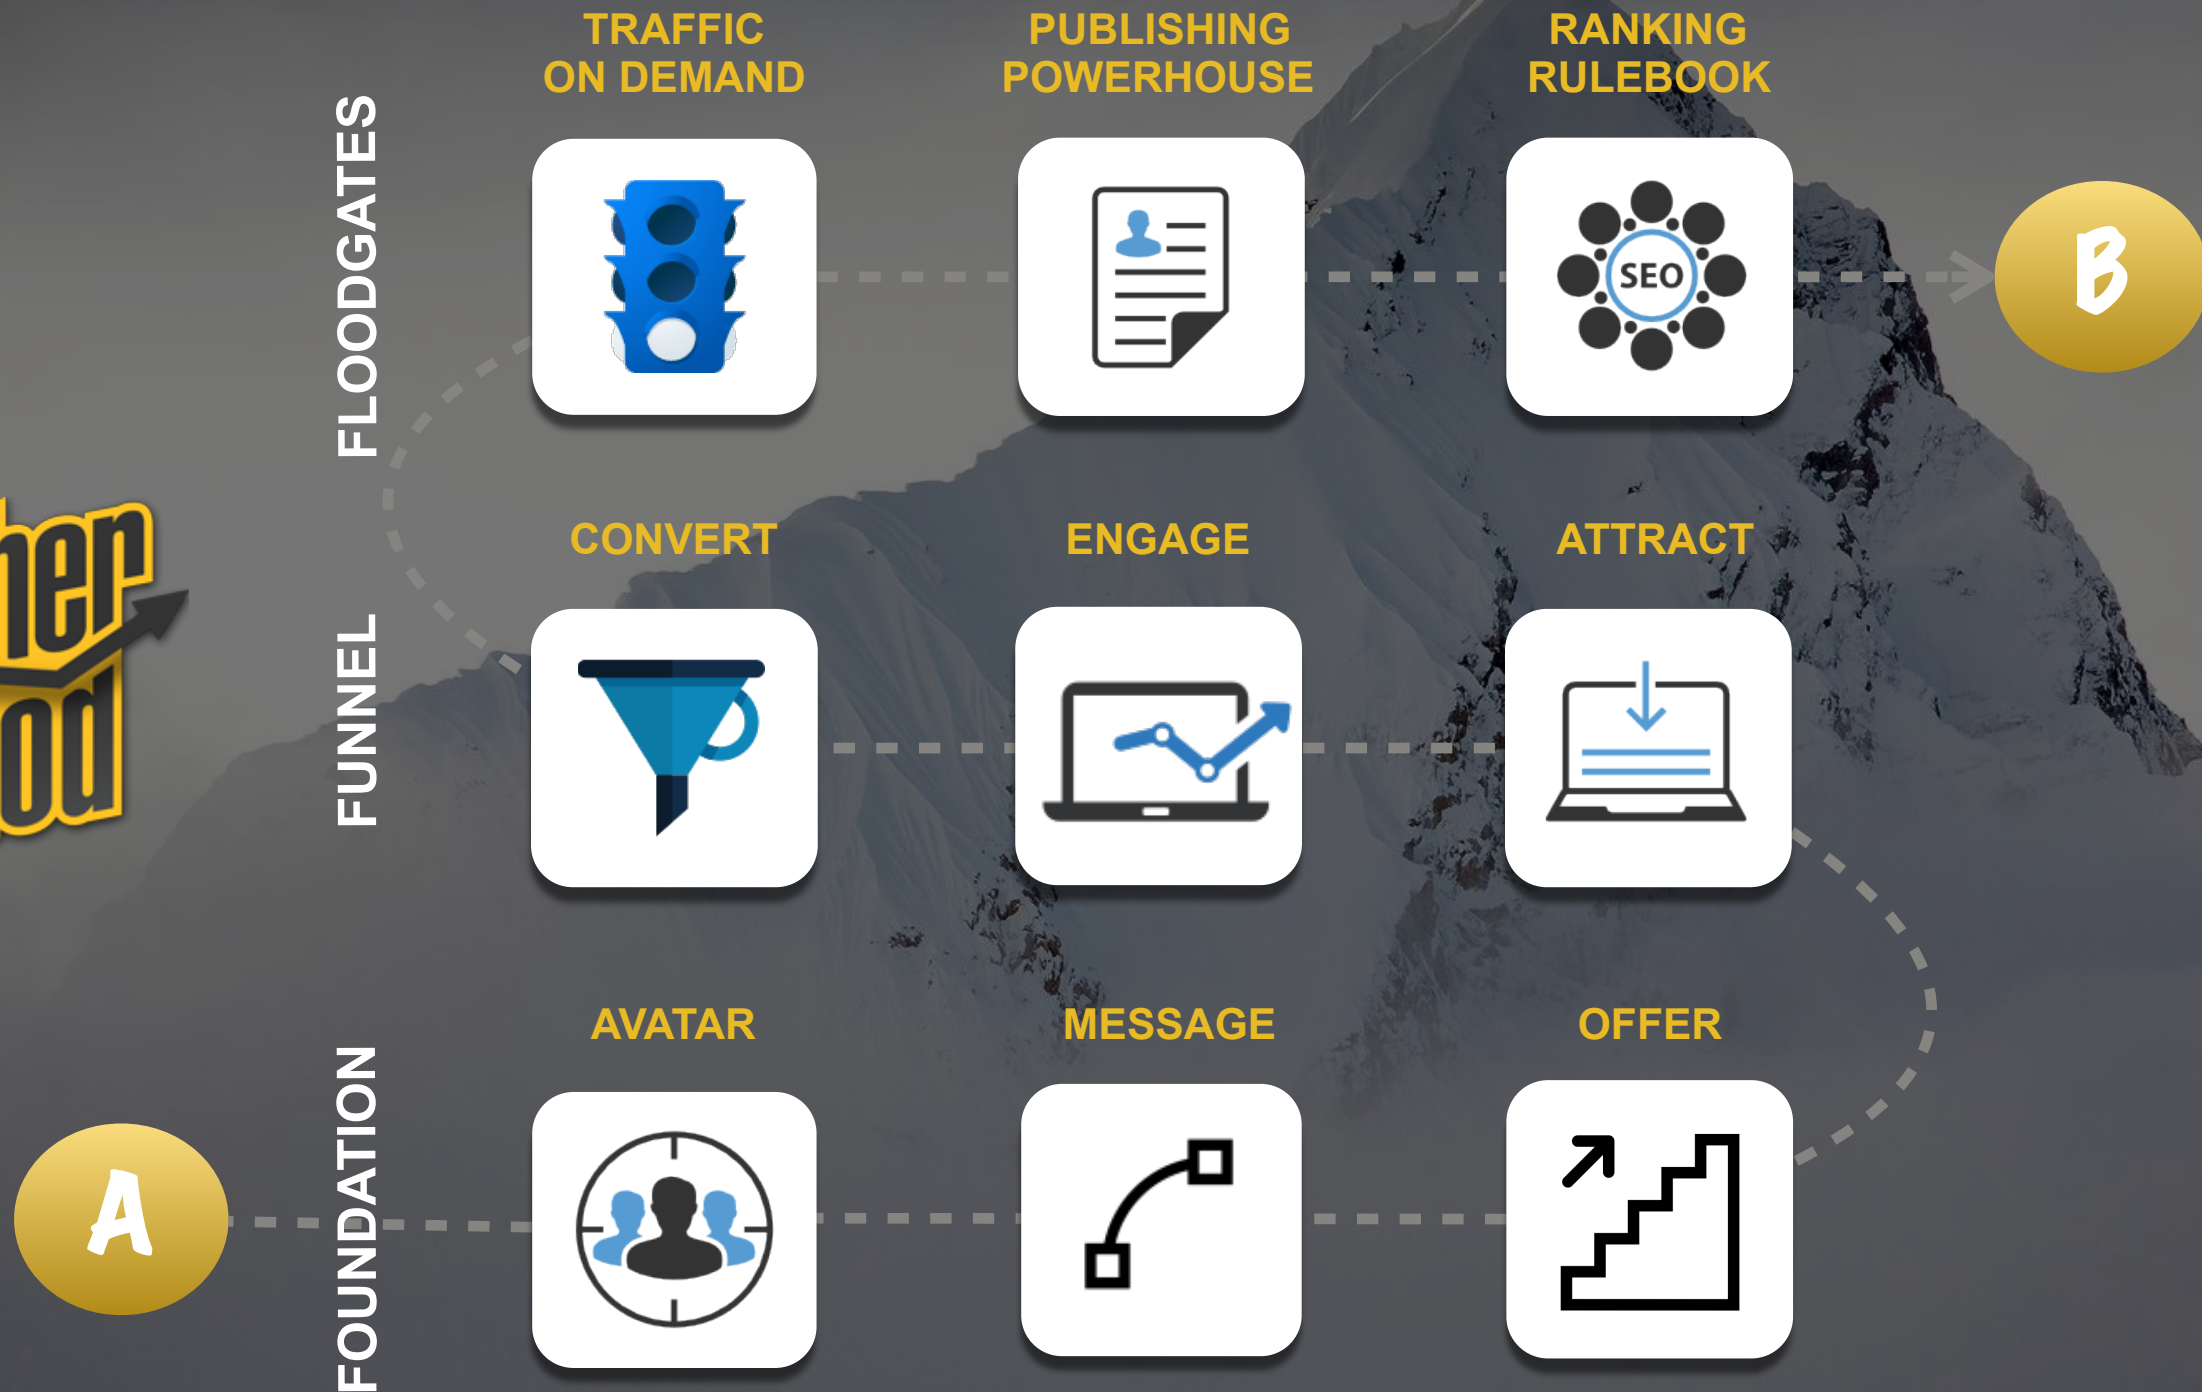 TRAFFIC
ON DEMAND
PUBLISHING
POWERHOUSE
RANKING
RULEBOOK
FLOODGATES
SEO
B
CONVERT
ENGAGE
ATTRACT
FUNNEL
AVATAR
MESSAGE
OFFER
FOUNDATION
A